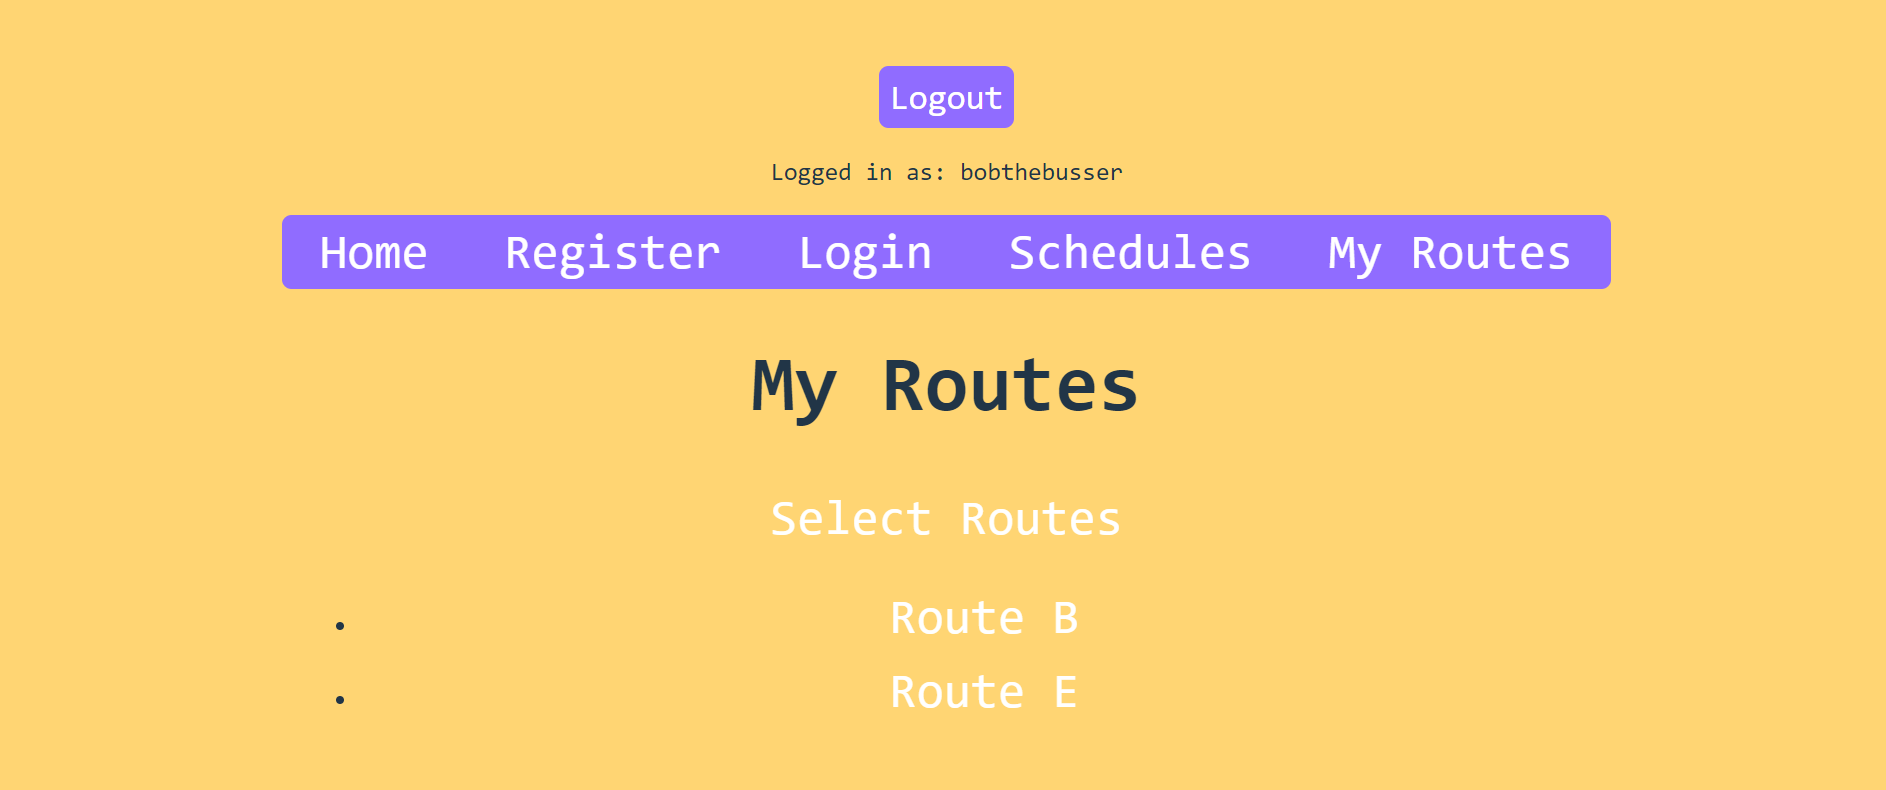 Logout
Logged in as: bobthebusser
Home Register Login Schedules My Routes
My Routes
Select Routes
• Route B
• Route E